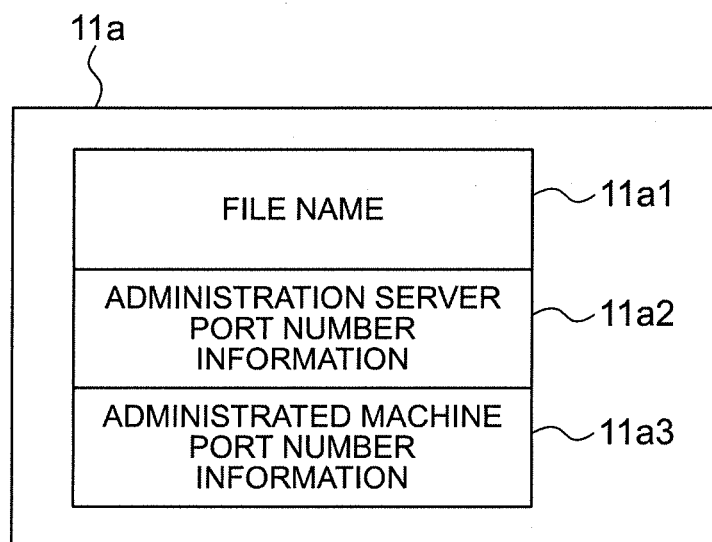 11a
FILE NAME
11a1
ADMINISTRATION SERVER
PORT NUMBER
INFORMATION
11a2
ADMINISTRATED MACHINE
PORT NUMBER
INFORMATION
11a3